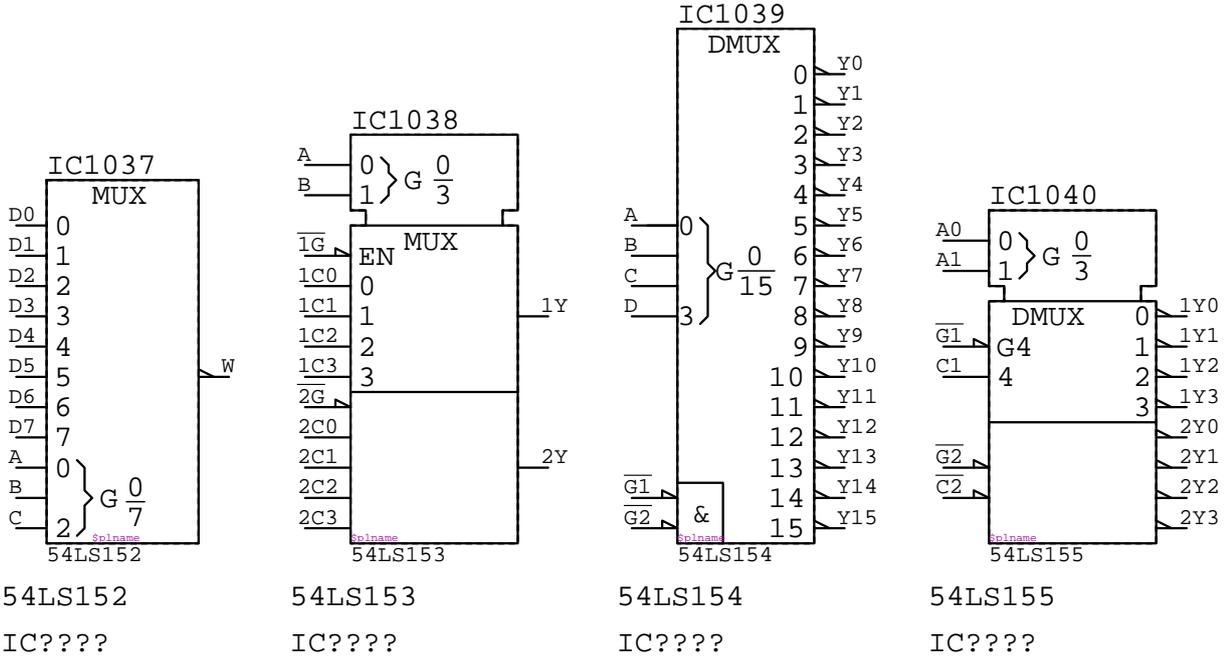 IC1037
MUX
D0 0
D1 1
D2 2
D3 3
D4 4
D5 5 W
D6 6
D7 7
A 0
B G 0/7
C 2
$plname
54LS152
54LS152
IC????
IC1038
A 0
B 1 G 0/3
MUX
1G EN
1C0 0
1C1 1 1Y
1C2 2
1C3 3
2G
2C0
2C1 2Y
2C2
2C3
$plname
54LS153
54LS153
IC????
IC1039
DMUX
0 Y0
1 Y1
2 Y2
3 Y3
4 Y4
A 0 5 Y5
B 6 Y6
C G 0/15 7 Y7
D 3 8 Y8
9 Y9
10 Y10
11 Y11
12 Y12
13 Y13
G1 14 Y14
G2 & 15 Y15
$plname
54LS154
54LS154
IC????
IC1040
A0 0
A1 1 G 0/3
DMUX 0 1Y0
G1 G4 1 1Y1
C1 4 2 1Y2
3 1Y3
2Y0
G2 2Y1
C2 2Y2
2Y3
$plname
54LS155
54LS155
IC????